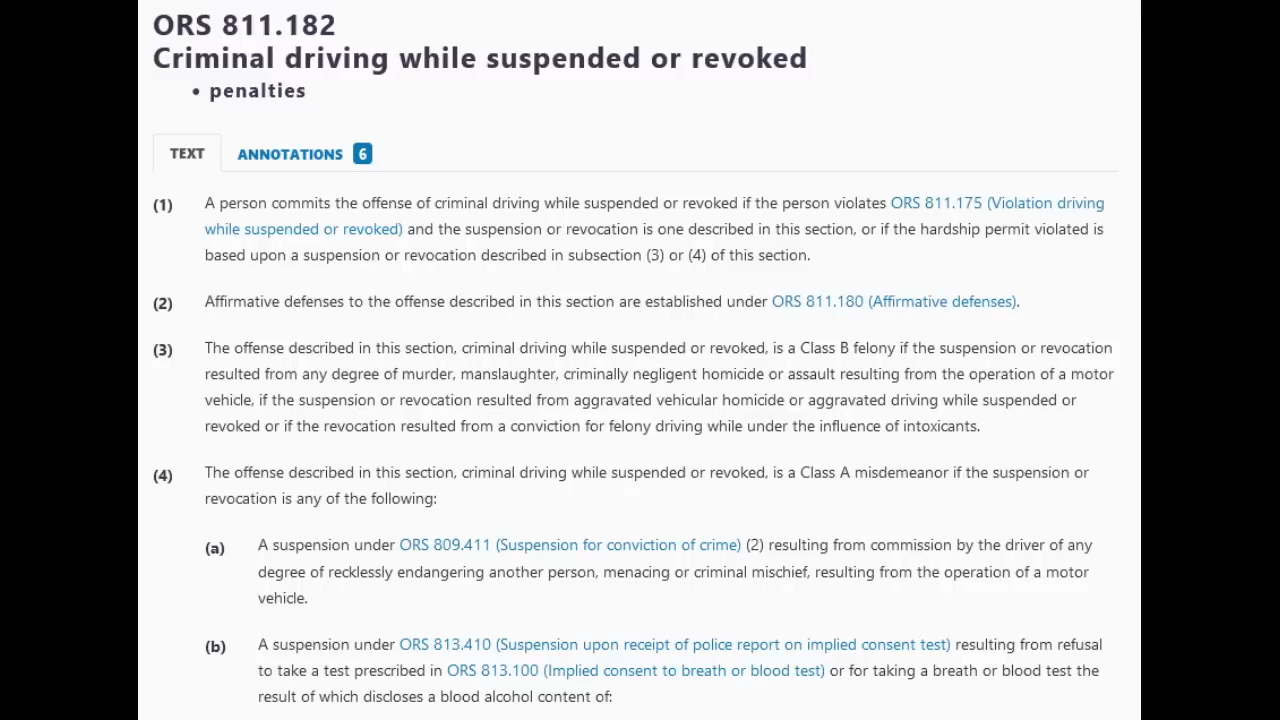 ORS 811.182
Criminal driving while suspended or revoked
• penalties
TEXT ANNOTATIONS 6
(1) A person commits the offense of criminal driving while suspended or revoked if the person violates ORS 811.175 (Violation driving
while suspended or revoked) and the suspension or revocation is one described in this section, or if the hardship permit violated is
based upon a suspension or revocation described in subsection (3) or (4) of this section.
(2) Affirmative defenses to the offense described in this section are established under ORS 811.180 (Affirmative defenses).
(3) The offense described in this section, criminal driving while suspended or revoked, is a Class B felony if the suspension or revocation
resulted from any degree of murder, manslaughter, criminally negligent homicide or assault resulting from the operation of a motor
vehicle, if the suspension or revocation resulted from aggravated vehicular homicide or aggravated driving while suspended or
revoked or if the revocation resulted from a conviction for felony driving while under the influence of intoxicants.
(4) The offense described in this section, criminal driving while suspended or revoked, is a Class A misdemeanor if the suspension or
revocation is any of the following:
(a) A suspension under ORS 809.411 (Suspension for conviction of crime) (2) resulting from commission by the driver of any
degree of recklessly endangering another person, menacing or criminal mischief, resulting from the operation of a motor
vehicle.
(b) A suspension under ORS 813.410 (Suspension upon receipt of police report on implied consent test) resulting from refusal
to take a test prescribed in ORS 813.100 (Implied consent to breath or blood test) or for taking a breath or blood test the
result of which discloses a blood alcohol content of: